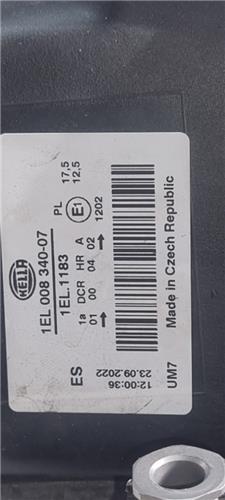 HELLA
1EL 008 340-07
1EL.1183
1a DCR HR A
01 00 04 02
PL 17,5
12,5
E1
1202
ES
23.09.2022
12:00:36
UM7
Made in Czech Republic